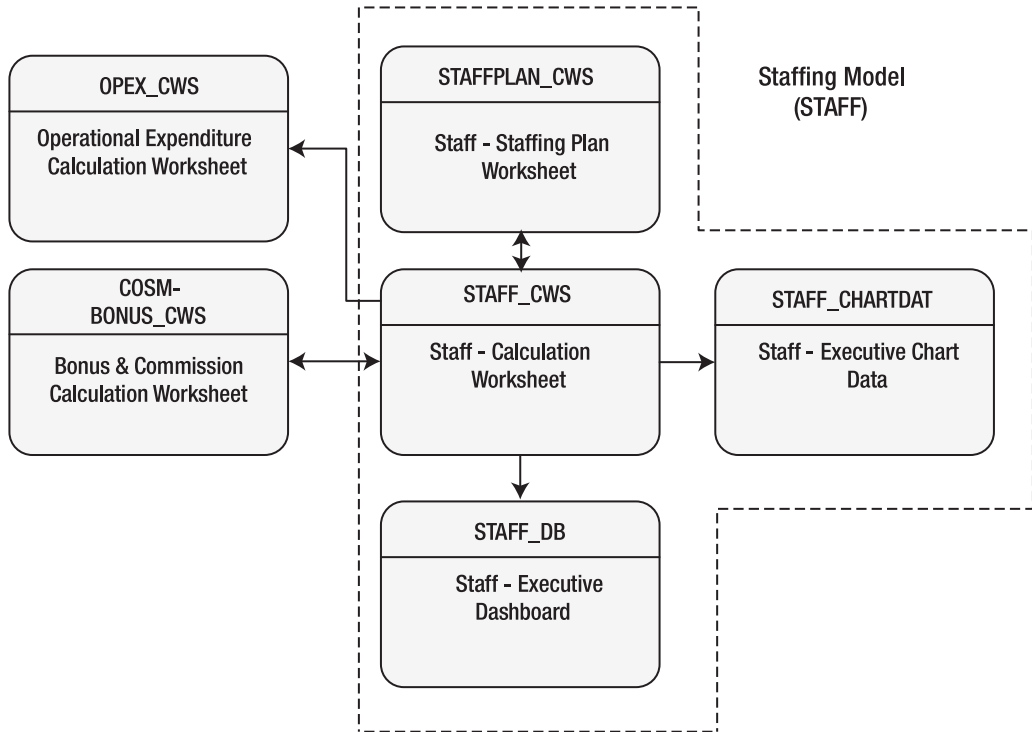 OPEX_CWS
Operational Expenditure
Calculation Worksheet
STAFFPLAN_CWS
Staff - Staffing Plan
Worksheet
Staffing Model
(STAFF)
COSM-
BONUS_CWS
Bonus & Commission
Calculation Worksheet
STAFF_CWS
Staff - Calculation
Worksheet
STAFF_CHARTDAT
Staff - Executive Chart
Data
STAFF_DB
Staff - Executive
Dashboard